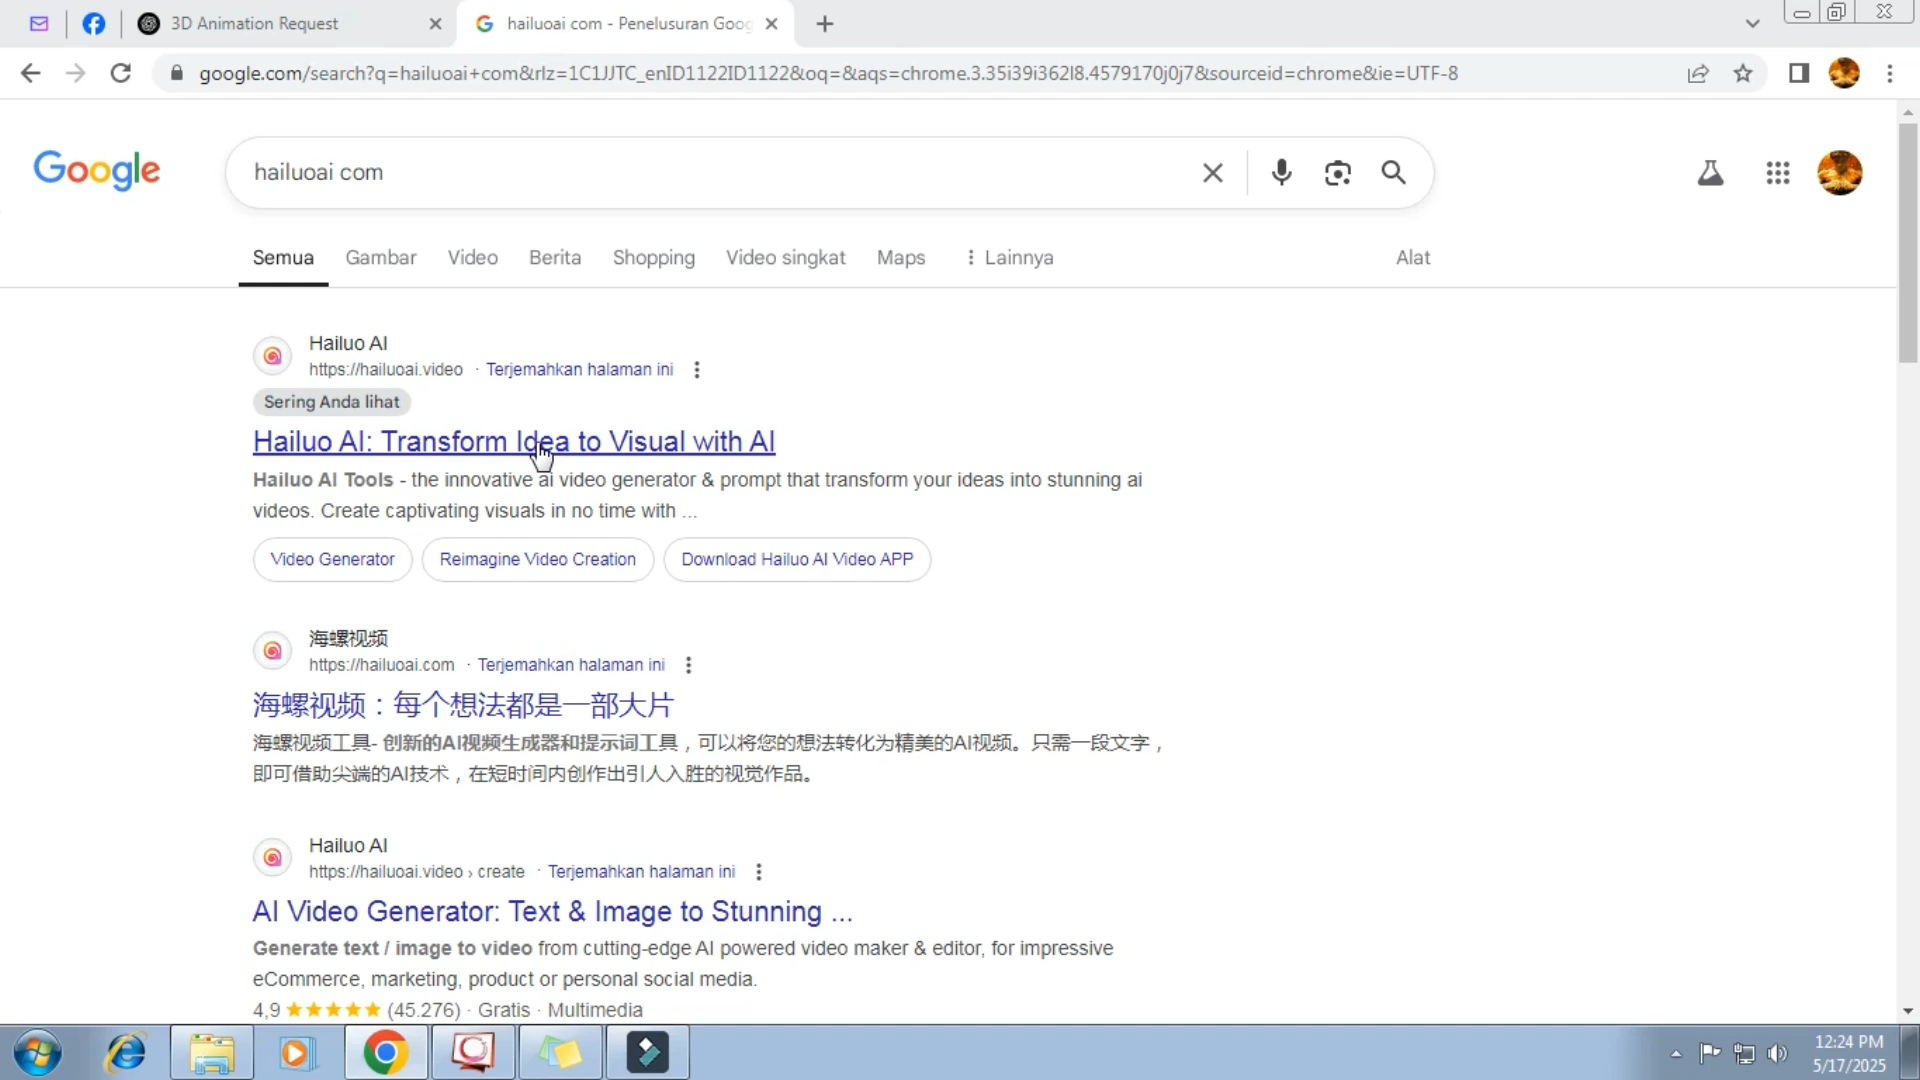 3D Animation Request
hailuoai com - Penelusuran Goog
google.com/search?q=hailuoai+com&rlz=1C1JJTC_enID1122ID1122&oq=&aqs=chrome.3.35i39i362l8.4579170j0j7&sourceid=chrome&ie=UTF-8
Google
hailuoai com
Semua Gambar Video Berita Shopping Video singkat Maps Lainnya Alat
Hailuo AI
https://hailuoai.video · Terjemahkan halaman ini
Sering Anda lihat
Hailuo AI: Transform Idea to Visual with AI
Hailuo AI Tools - the innovative ai video generator & prompt that transform your ideas into stunning ai
videos. Create captivating visuals in no time with ...
Video Generator Reimagine Video Creation Download Hailuo AI Video APP
海螺视频
https://hailuoai.com · Terjemahkan halaman ini
海螺视频：每个想法都是一部大片
海螺视频工具- 创新的AI视频生成器和提示词工具，可以将您的想法转化为精美的AI视频。只需一段文字，
即可借助尖端的AI技术，在短时间内创作出引人入胜的视觉作品。
Hailuo AI
https://hailuoai.video › create · Terjemahkan halaman ini
AI Video Generator: Text & Image to Stunning ...
Generate text / image to video from cutting-edge AI powered video maker & editor, for impressive
eCommerce, marketing, product or personal social media.
4,9 ★★★★★ (45.276) · Gratis · Multimedia
12:24 PM
5/17/2025